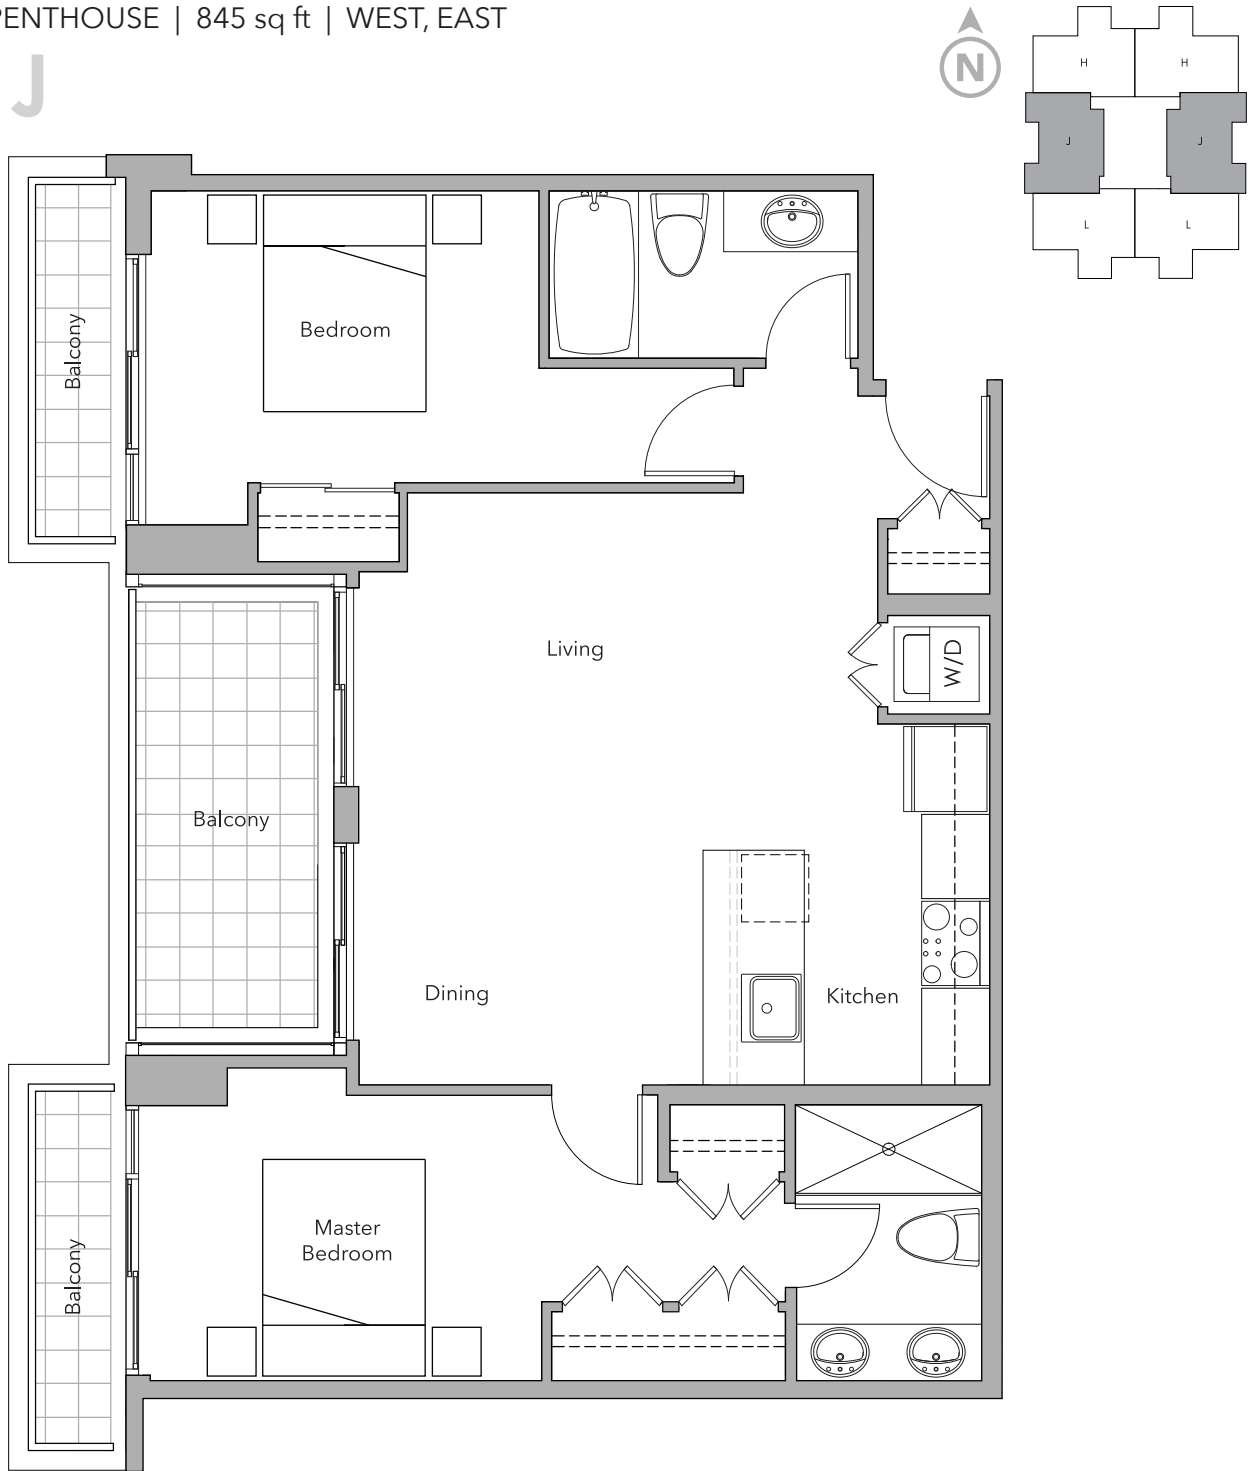 PENTHOUSE | 845 sq ft | WEST, EAST
J
N
H H
J J
L L
Balcony
Bedroom
Living
W/D
Balcony
Dining
Kitchen
Balcony
Master
Bedroom